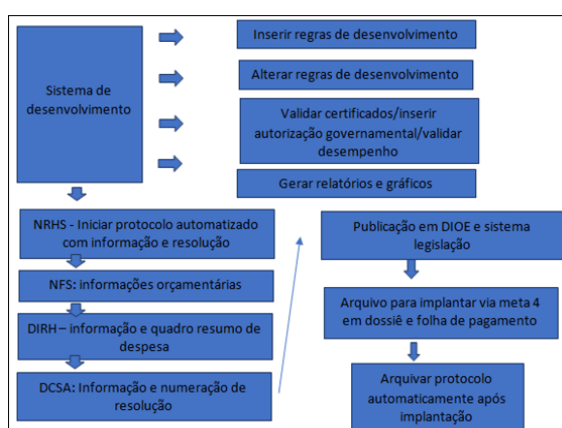 Sistema de
desenvolvimento
Inserir regras de desenvolvimento
Alterar regras de desenvolvimento
Validar certificados/inserir
autorização governamental/validar
desempenho
Gerar relatórios e gráficos
NRHS - Iniciar protocolo automatizado
com informação e resolução
NFS: informações orçamentárias
DIRH – informação e quadro resumo de
despesa
DCSA: Informação e numeração de
resolução
Publicação em DIOE e sistema
legislação
Arquivo para implantar via meta 4
em dossiê e folha de pagamento
Arquivar protocolo
automaticamente após
implantação